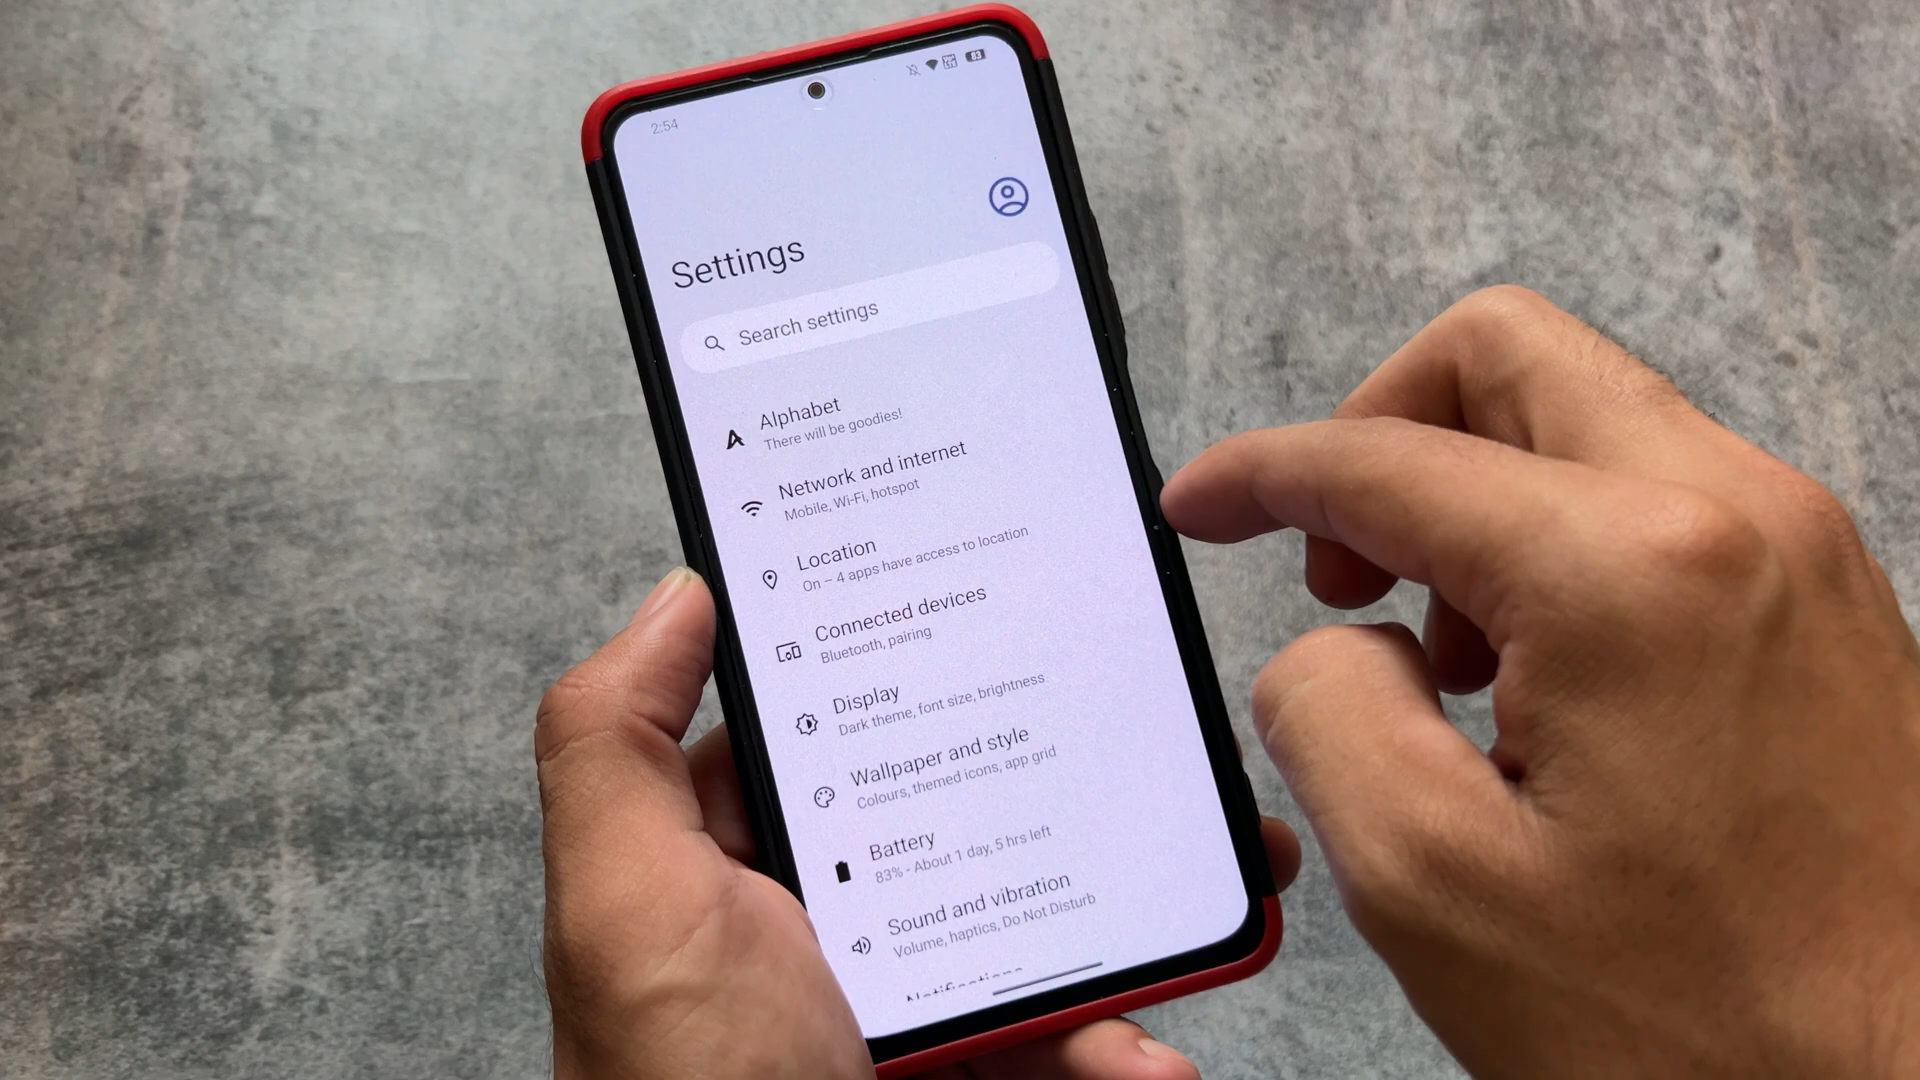 2:54
83
Settings
Search settings
Alphabet
There will be goodies!
Network and internet
Mobile, Wi-Fi, hotspot
Location
On – 4 apps have access to location
Connected devices
Bluetooth, pairing
Display
Dark theme, font size, brightness
Wallpaper and style
Colours, themed icons, app grid
Battery
83% - About 1 day, 5 hrs left
Sound and vibration
Volume, haptics, Do Not Disturb
Notifications